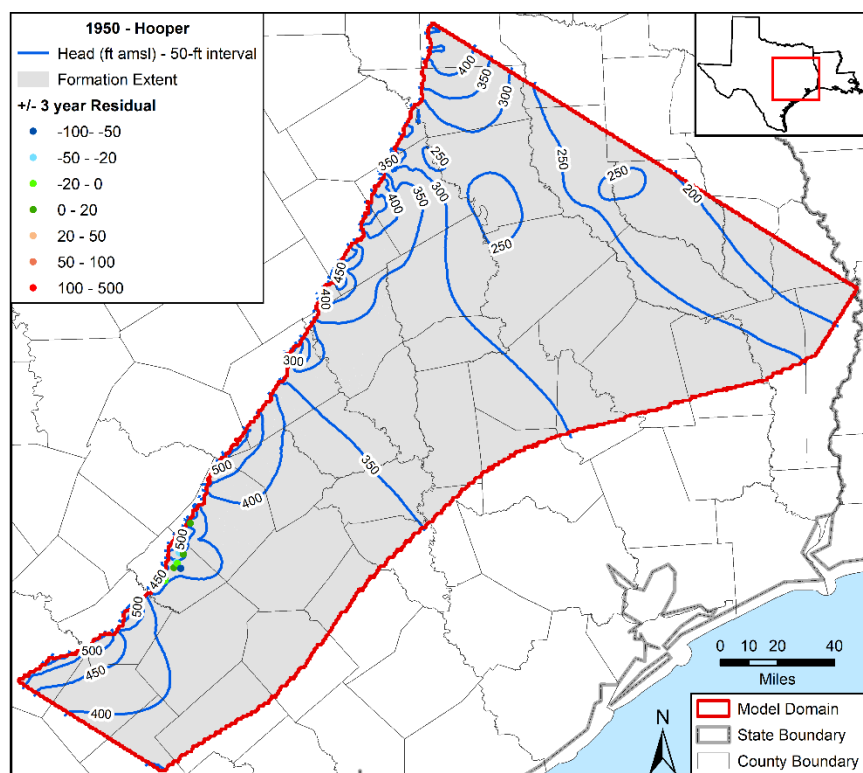 1950 - Hooper
Head (ft amsl) - 50-ft interval
Formation Extent
+/- 3 year Residual
-100- -50
-50 - -20
-20 - 0
0 - 20
20 - 50
50 - 100
100 - 500
400
350
300
250
250
200
350
250
300
400
350
250
450
400
300
350
500
400
500
450
500
500
450
400
0 10 20 40
Miles
N
Model Domain
State Boundary
County Boundary